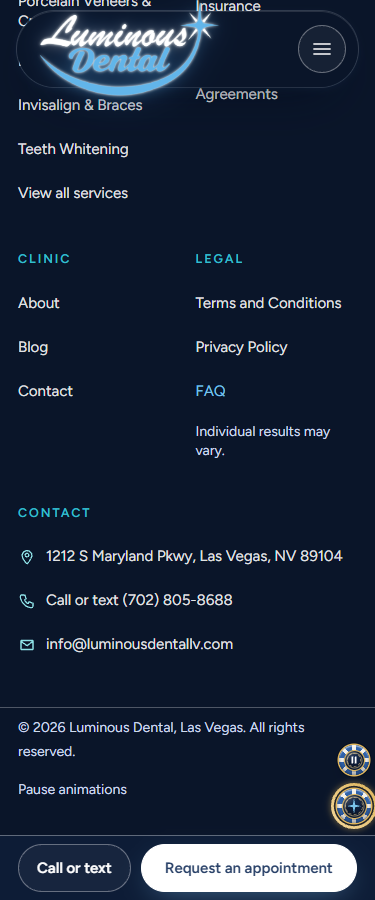 Porcelain Veneers &
Insurance
Luminous
Dental
Invisalign & Braces
Agreements
Teeth Whitening
View all services
CLINIC
LEGAL
About
Terms and Conditions
Blog
Privacy Policy
Contact
FAQ
Individual results may
vary.
CONTACT
1212 S Maryland Pkwy, Las Vegas, NV 89104
Call or text (702) 805-8688
info@luminousdentallv.com
© 2026 Luminous Dental, Las Vegas. All rights
reserved.
Pause animations
Call or text
Request an appointment